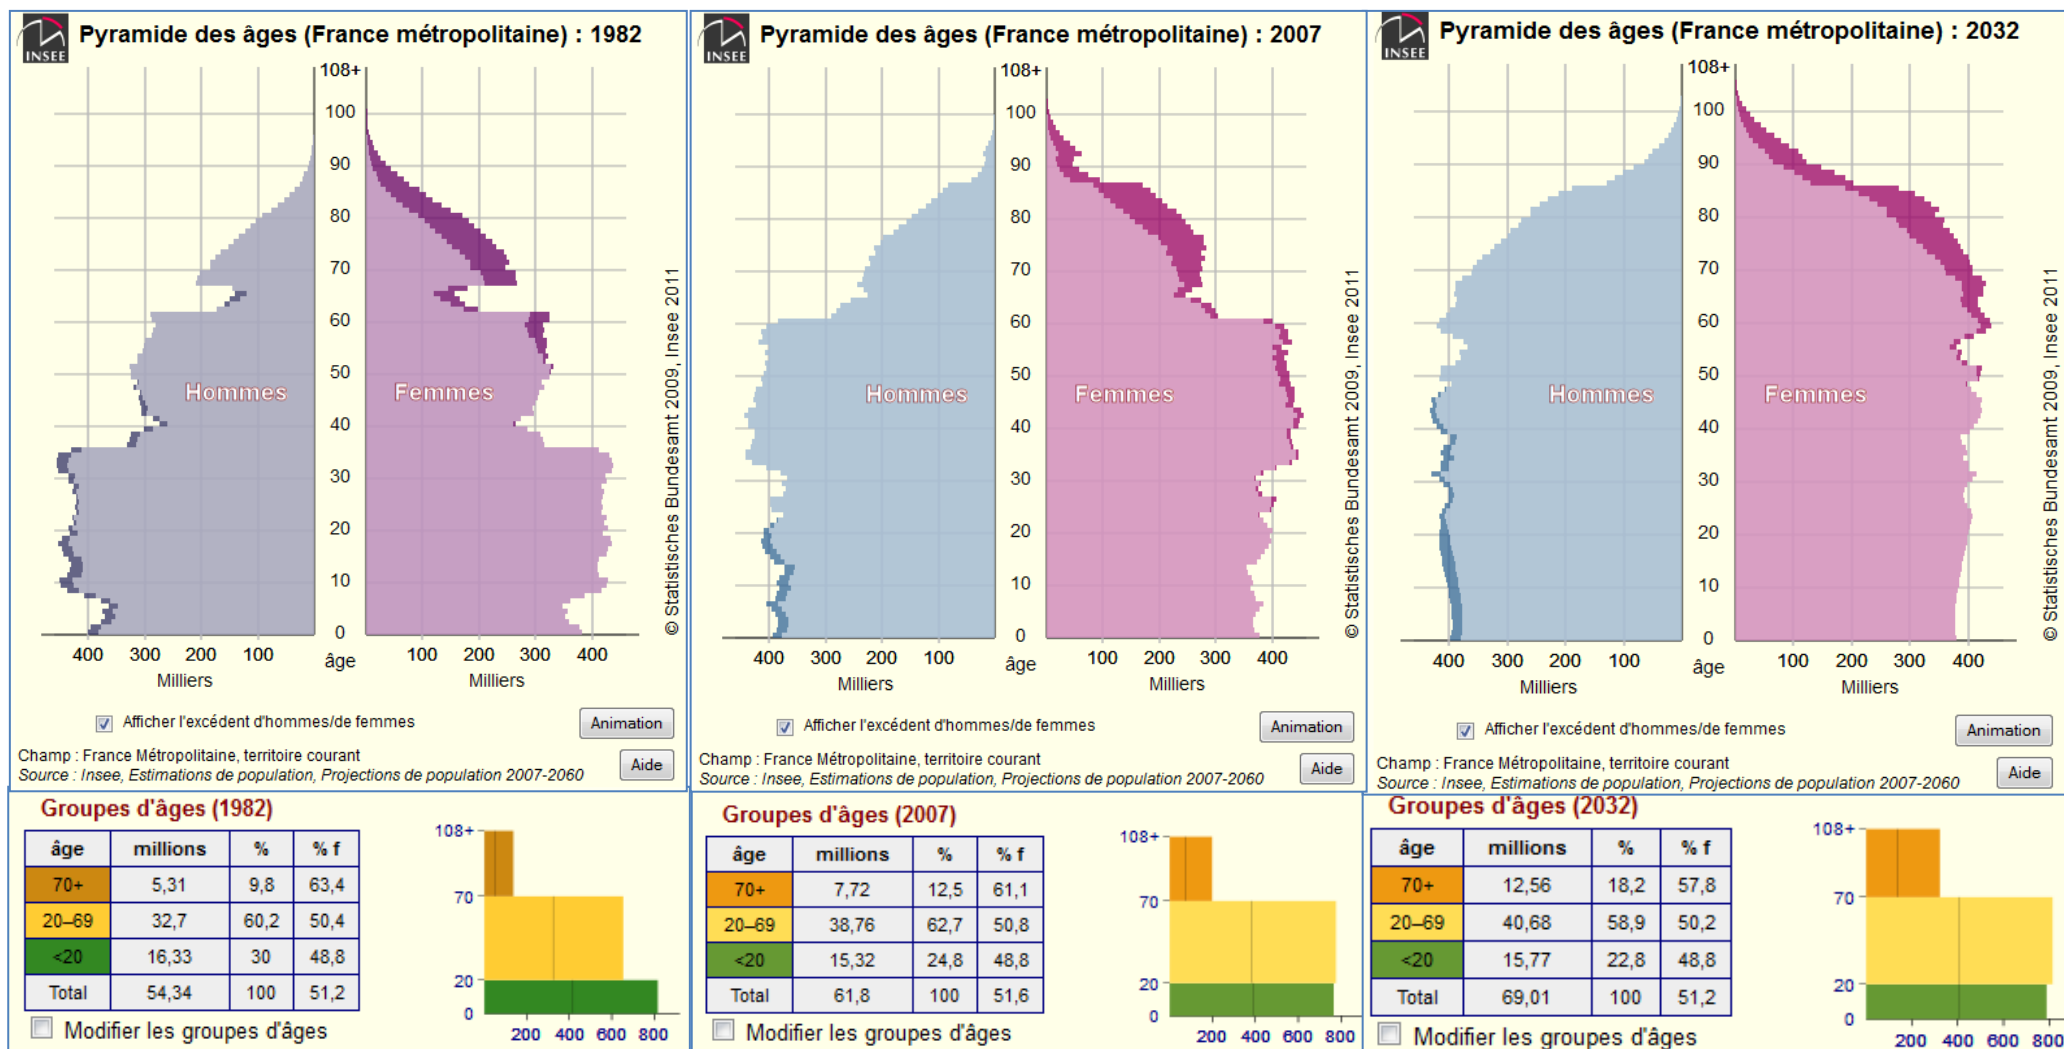 INSEE
Pyramide des âges (France métropolitaine) : 1982
108+
100
90
80
70
60
50
40
30
20
10
0
Hommes
Femmes
400 300 200 100
âge
100 200 300 400
Milliers
Milliers
© Statistisches Bundesamt 2009, Insee 2011
Afficher l'excédent d'hommes/de femmes
Animation
Champ : France Métropolitaine, territoire courant
Source : Insee, Estimations de population, Projections de population 2007-2060
Aide
Groupes d'âges (1982)
âge millions % % f
70+ 5,31 9,8 63,4
20–69 32,7 60,2 50,4
<20 16,33 30 48,8
Total 54,34 100 51,2
Modifier les groupes d'âges
108+
70
20
0
200 400 600 800
INSEE
Pyramide des âges (France métropolitaine) : 2007
108+
100
90
80
70
60
50
40
30
20
10
0
Hommes
Femmes
400 300 200 100
âge
100 200 300 400
Milliers
Milliers
© Statistisches Bundesamt 2009, Insee 2011
Afficher l'excédent d'hommes/de femmes
Animation
Champ : France Métropolitaine, territoire courant
Source : Insee, Estimations de population, Projections de population 2007-2060
Aide
Groupes d'âges (2007)
âge millions % % f
70+ 7,72 12,5 61,1
20–69 38,76 62,7 50,8
<20 15,32 24,8 48,8
Total 61,8 100 51,6
Modifier les groupes d'âges
108+
70
20
0
200 400 600 800
INSEE
Pyramide des âges (France métropolitaine) : 2032
108+
100
90
80
70
60
50
40
30
20
10
0
Hommes
Femmes
400 300 200 100
âge
100 200 300 400
Milliers
Milliers
© Statistisches Bundesamt 2009, Insee 2011
Afficher l'excédent d'hommes/de femmes
Animation
Champ : France Métropolitaine, territoire courant
Source : Insee, Estimations de population, Projections de population 2007-2060
Aide
Groupes d'âges (2032)
âge millions % % f
70+ 12,56 18,2 57,8
20–69 40,68 58,9 50,2
<20 15,77 22,8 48,8
Total 69,01 100 51,2
Modifier les groupes d'âges
108+
70
20
0
200 400 600 800